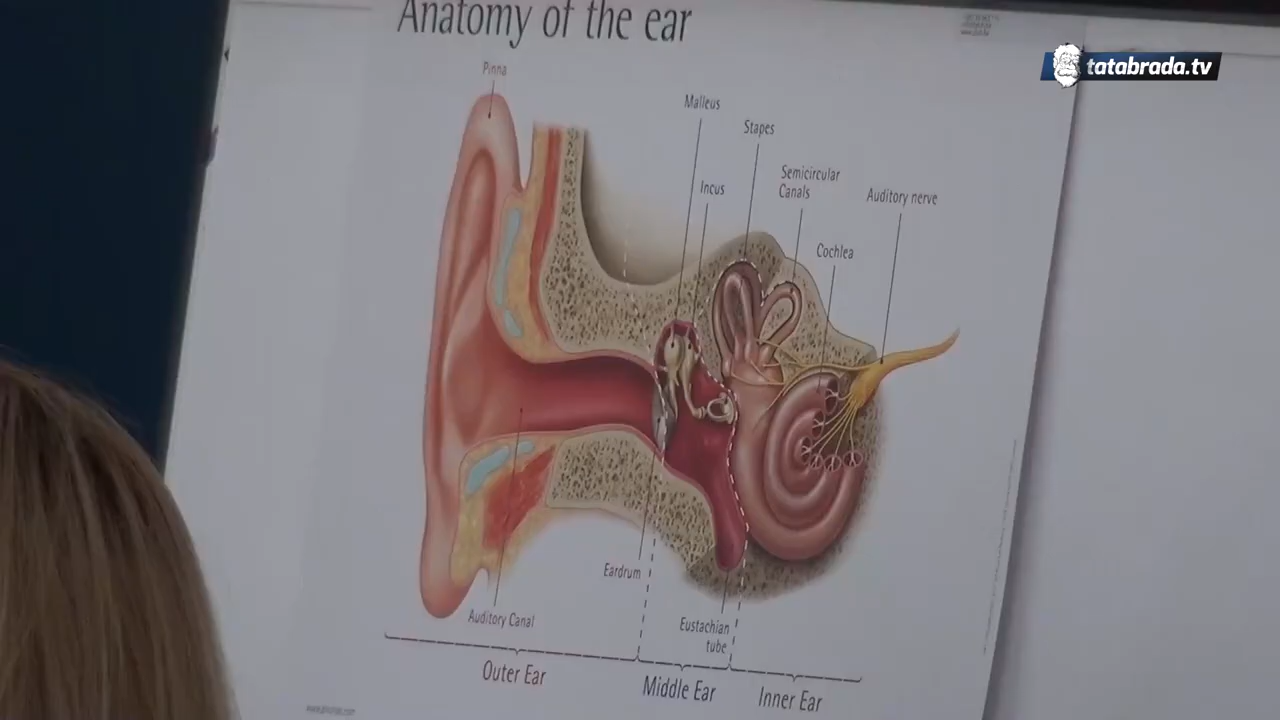 Anatomy of the ear
tatabrada.tv
Pinna
Malleus
Stapes
Incus
Semicircular
Canals
Auditory nerve
Cochlea
Eardrum
Auditory Canal
Eustachian
tube
Outer Ear
Middle Ear
Inner Ear